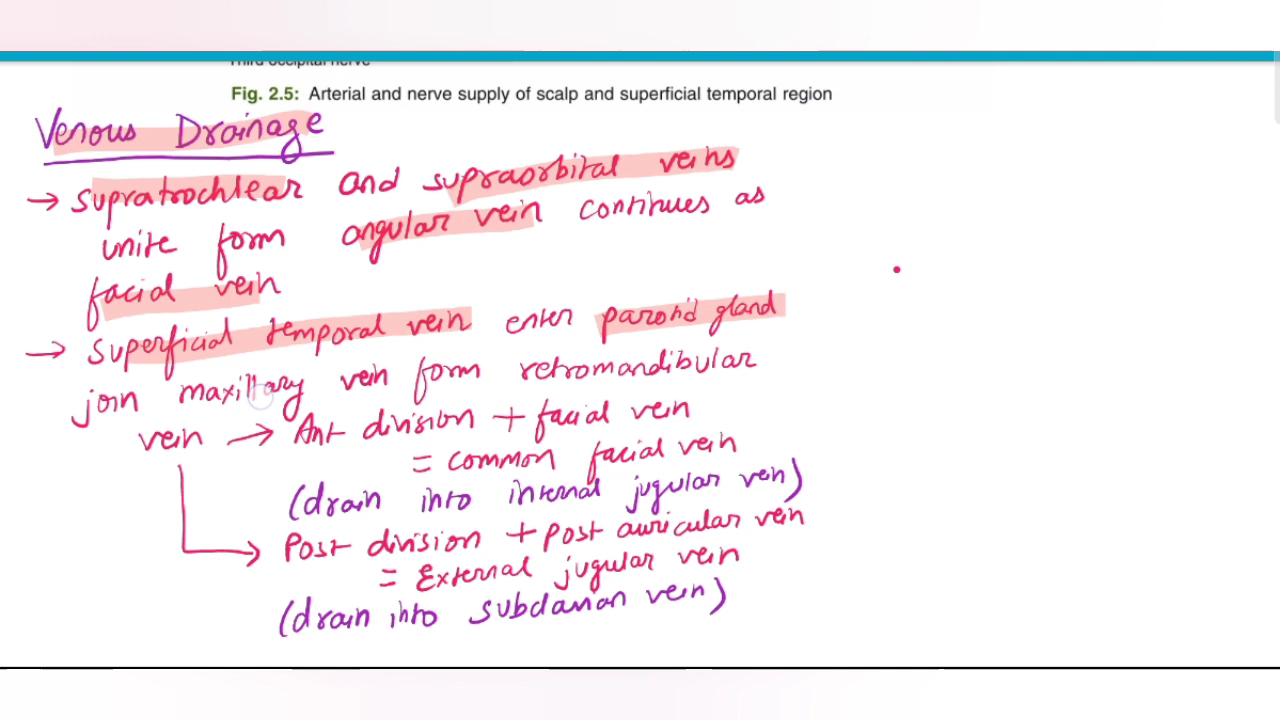 Third occipital nerve
Fig. 2.5: Arterial and nerve supply of scalp and superficial temporal region
Venous Drainage
→ supratrochlear and supraorbital veins
unite form angular vein continues as
facial vein
→ superficial temporal vein enter parotid gland
join maxillary vein form retromandibular
vein → Ant division + facial vein
= common facial vein
(drain into internal jugular vein)
→ Post division + post auricular vein
= External jugular vein
(drain into subclavian vein)